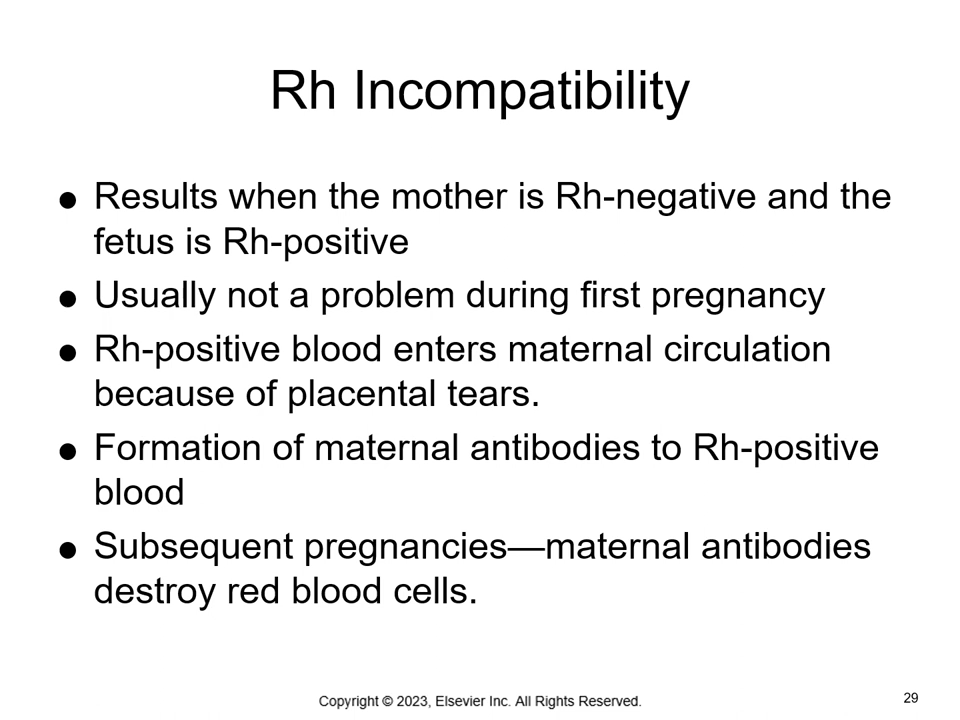 Rh Incompatibility
● Results when the mother is Rh-negative and the
fetus is Rh-positive
● Usually not a problem during first pregnancy
● Rh-positive blood enters maternal circulation
because of placental tears.
● Formation of maternal antibodies to Rh-positive
blood
● Subsequent pregnancies—maternal antibodies
destroy red blood cells.
Copyright © 2023, Elsevier Inc. All Rights Reserved.
29